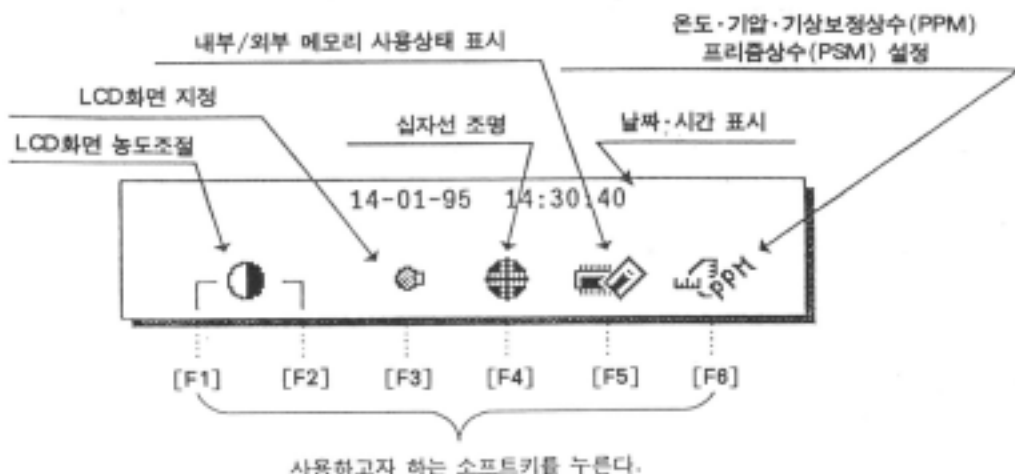 온도·기압·기상보정상수(PPM)
프리즘상수(PSM) 설정
내부/외부 메모리 사용상태 표시
LCD화면 지정
십자선 조명
날짜·시간 표시
LCD화면 농도조절
14-01-95 14:30:40
PPM
[F1] [F2] [F3] [F4] [F5] [F6]
사용하고자 하는 소프트키를 누른다.